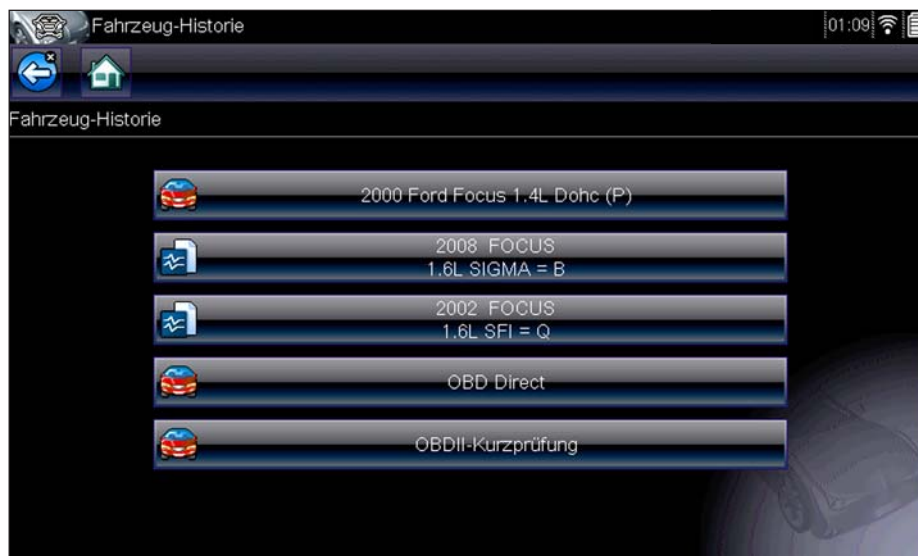 Fahrzeug-Historie
01:09
Fahrzeug-Historie
2000 Ford Focus 1.4L Dohc (P)
2008 FOCUS
1.6L SIGMA = B
2002 FOCUS
1.6L SFI = Q
OBD Direct
OBDII-Kurzprüfung